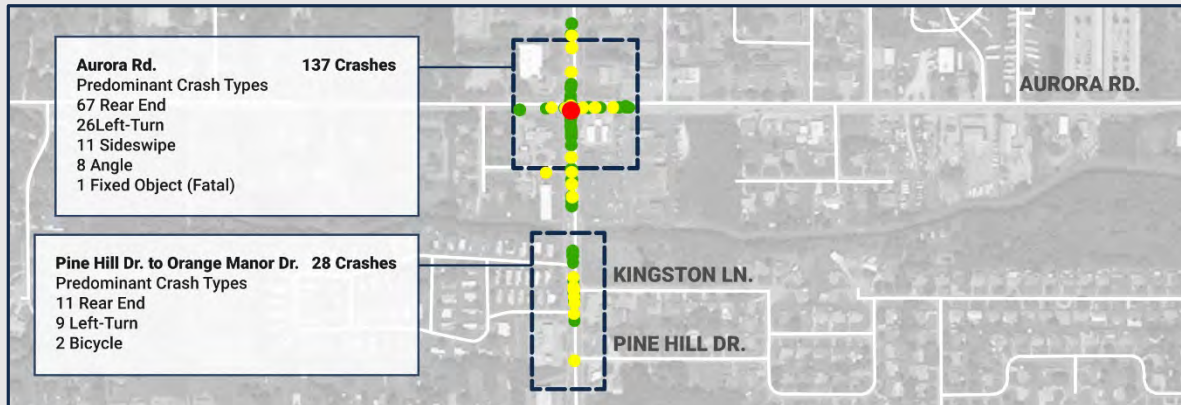 Aurora Rd. 137 Crashes
Predominant Crash Types
67 Rear End
26Left-Turn
11 Sideswipe
8 Angle
1 Fixed Object (Fatal)
AURORA RD.
Pine Hill Dr. to Orange Manor Dr. 28 Crashes
Predominant Crash Types
11 Rear End
9 Left-Turn
2 Bicycle
KINGSTON LN.
PINE HILL DR.